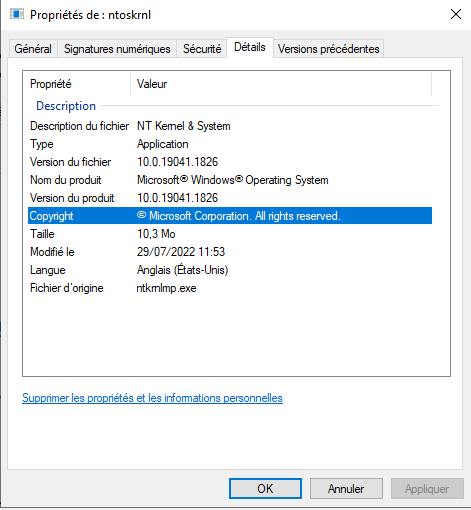 Propriétés de : ntoskrnl
Général Signatures numériques Sécurité Détails Versions précédentes
Propriété Valeur
Description
Description du fichier NT Kernel & System
Type Application
Version du fichier 10.0.19041.1826
Nom du produit Microsoft® Windows® Operating System
Version du produit 10.0.19041.1826
Copyright © Microsoft Corporation. All rights reserved.
Taille 10,3 Mo
Modifié le 29/07/2022 11:53
Langue Anglais (États-Unis)
Fichier d'origine ntkrnlmp.exe
Supprimer les propriétés et les informations personnelles
OK Annuler Appliquer